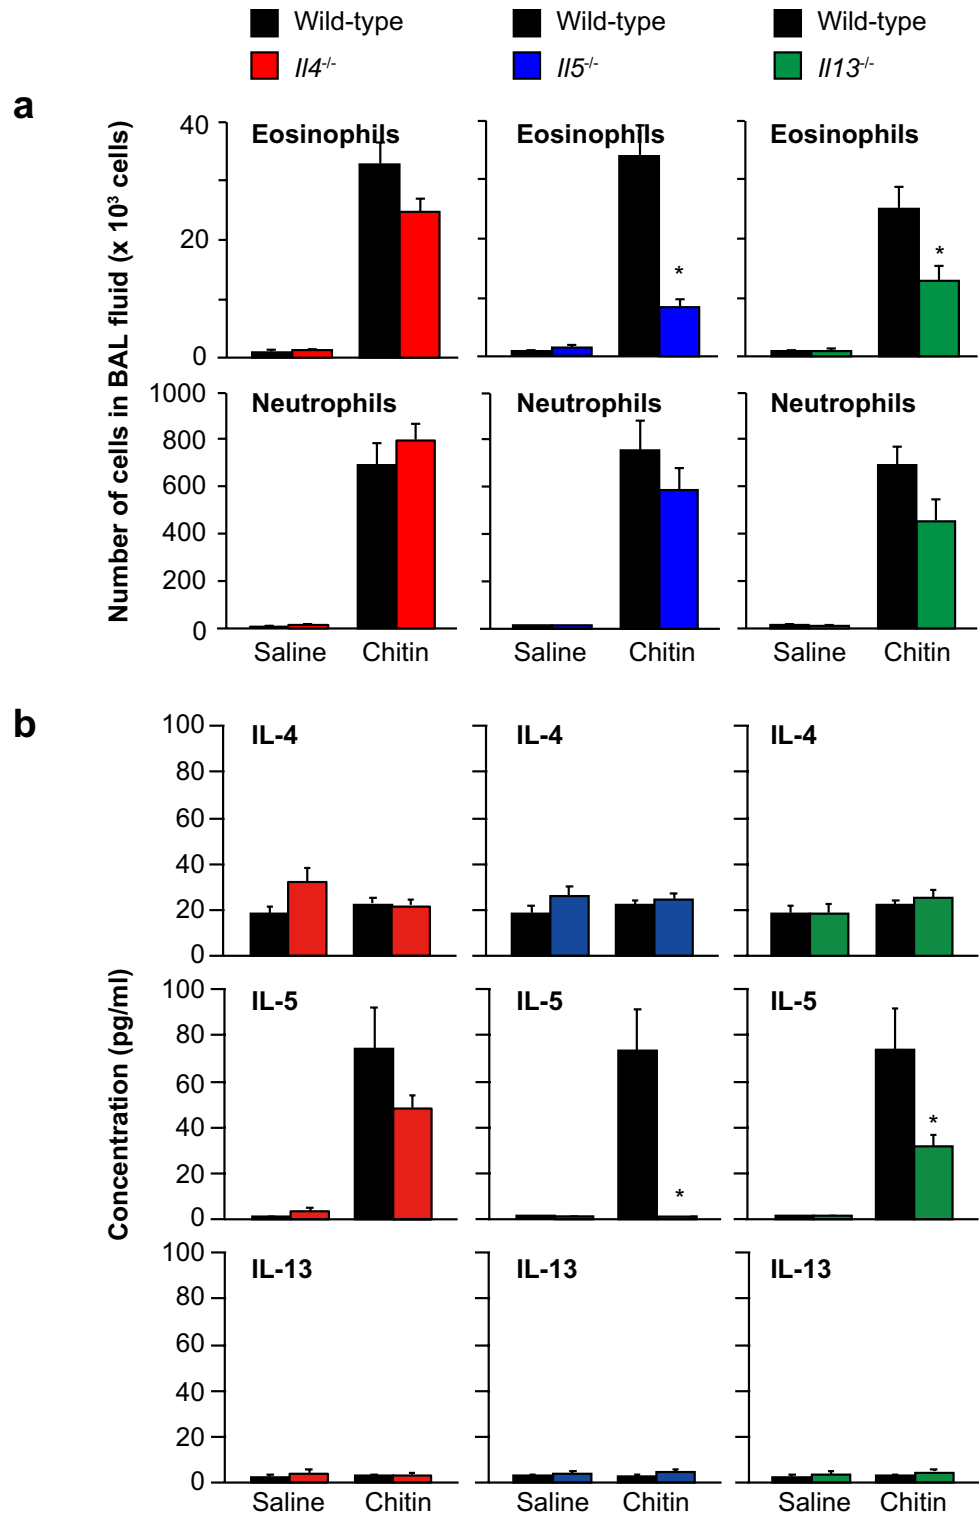 Wild-type Wild-type Wild-type
Il4-/- Il5-/- Il13-/-
a
Number of cells in BAL fluid (x 10³ cells)
Eosinophils Eosinophils Eosinophils
40
20
0
Neutrophils Neutrophils Neutrophils
1000
800
600
400
200
0
* *
Saline Chitin Saline Chitin Saline Chitin
b
Concentration (pg/ml)
IL-4 IL-4 IL-4
100
80
60
40
20
0
IL-5 IL-5 IL-5
100
80
60
40
20
0
* *
IL-13 IL-13 IL-13
100
80
60
40
20
0
Saline Chitin Saline Chitin Saline Chitin